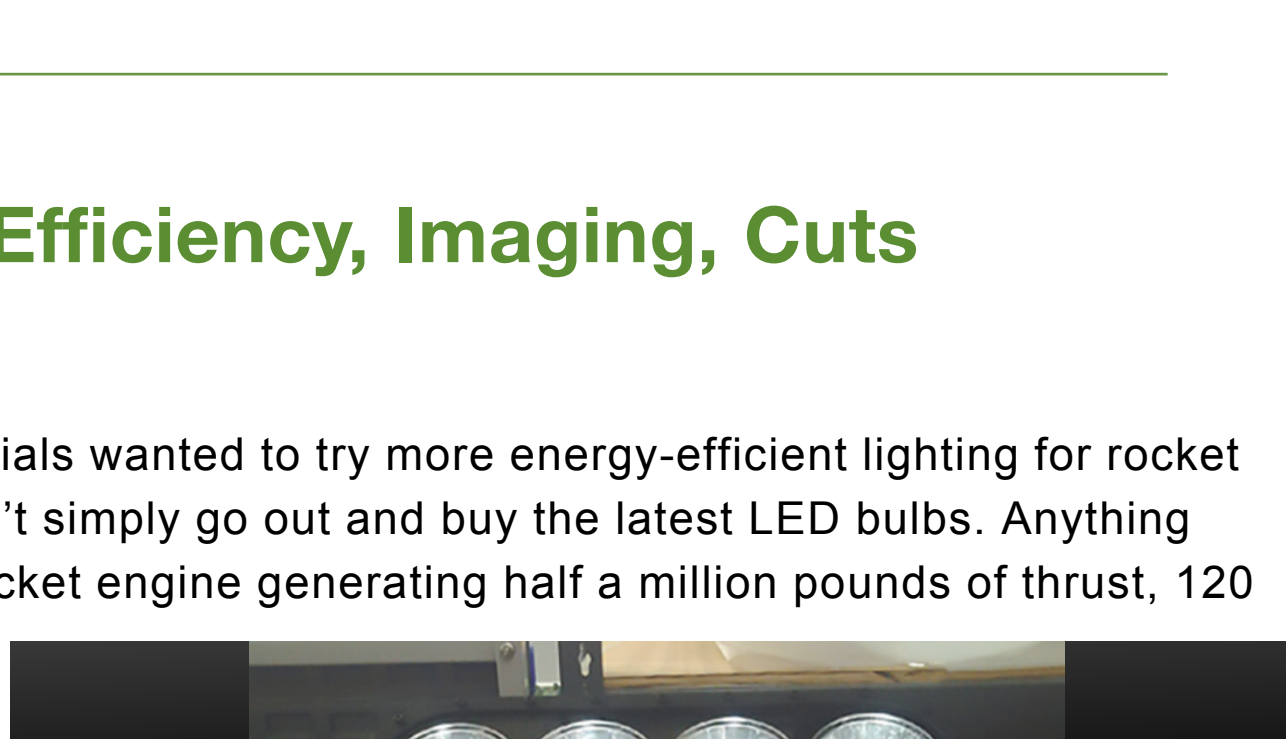 Efficiency, Imaging, Cuts
ials wanted to try more energy-efficient lighting for rocket
’t simply go out and buy the latest LED bulbs. Anything
cket engine generating half a million pounds of thrust, 120